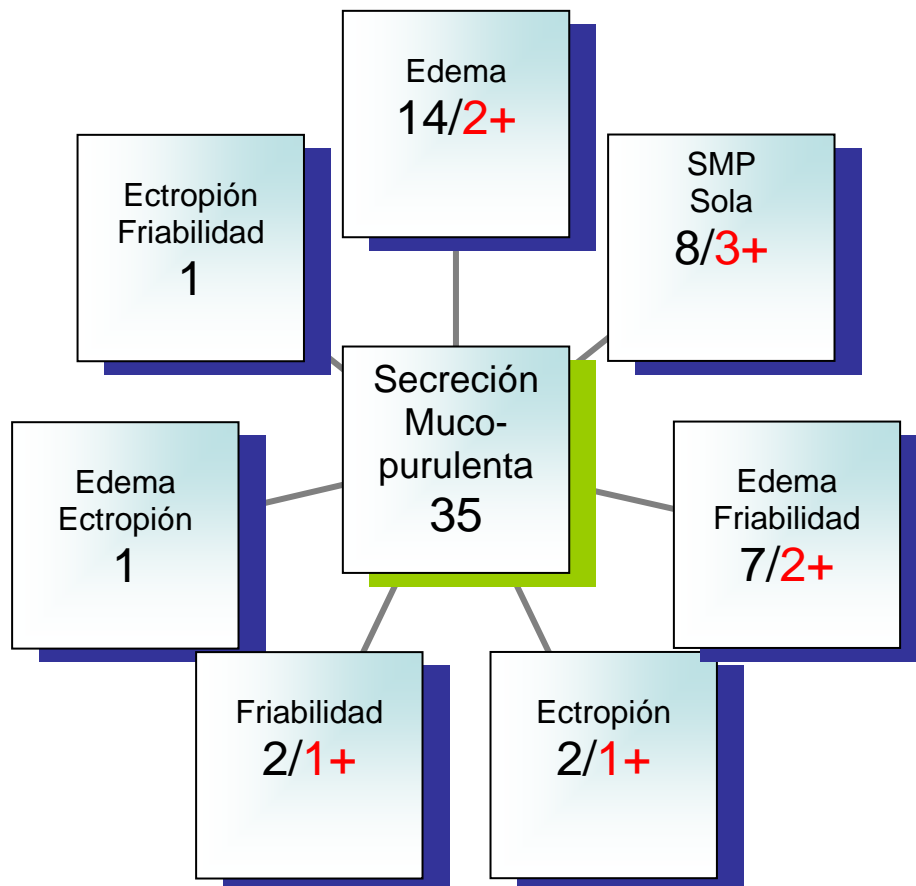 Edema
14/2+
SMP
Sola
8/3+
Ectropión
Friabilidad
1
Secreción
Muco-
purulenta
35
Edema
Friabilidad
7/2+
Edema
Ectropión
1
Friabilidad
2/1+
Ectropión
2/1+